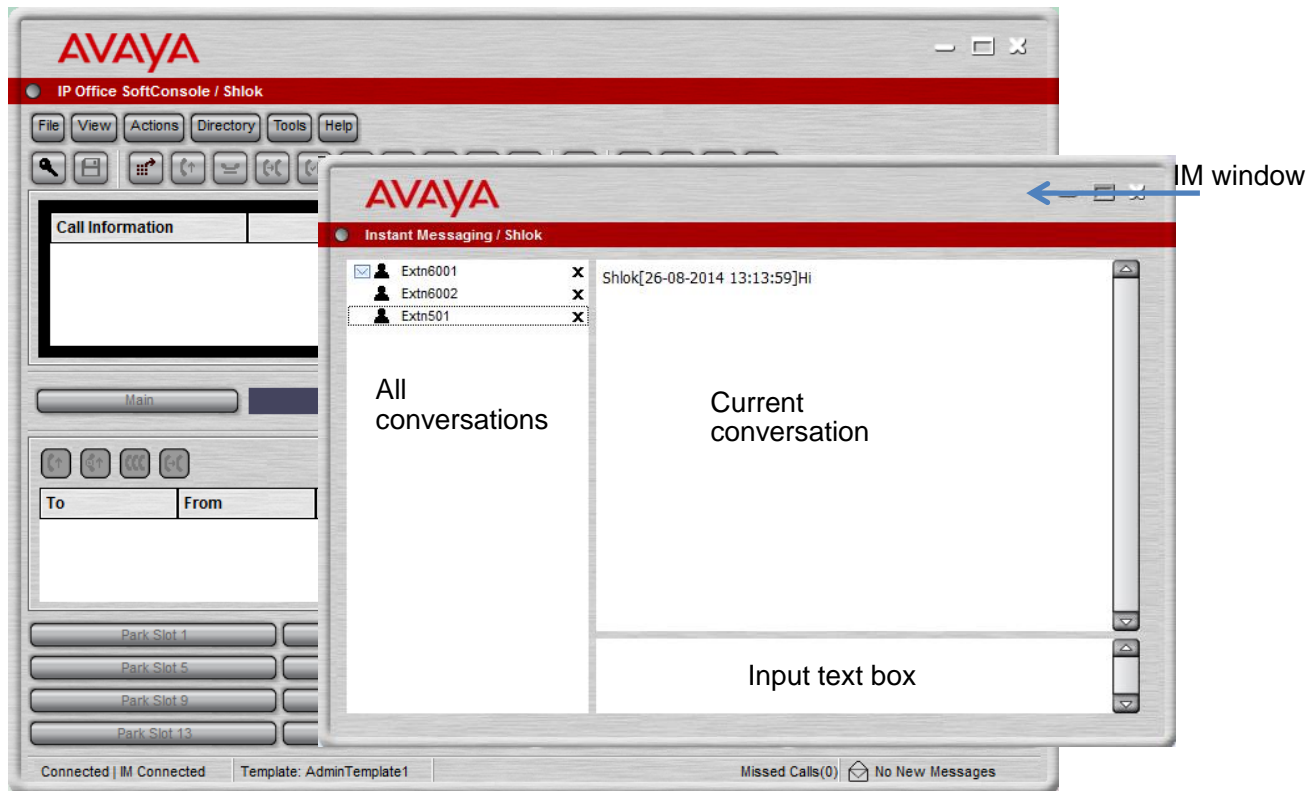 AVAYA
IP Office SoftConsole / Shlok
File View Actions Directory Tools Help
IM window
AVAYA
Instant Messaging / Shlok
Call Information
Extn6001 X
Extn6002 X
Extn501 X
Shlok[26-08-2014 13:13:59]Hi
All
conversations
Current
conversation
Main
To From
Input text box
Park Slot 1
Park Slot 5
Park Slot 9
Park Slot 13
Connected | IM Connected Template: AdminTemplate1 Missed Calls(0) No New Messages